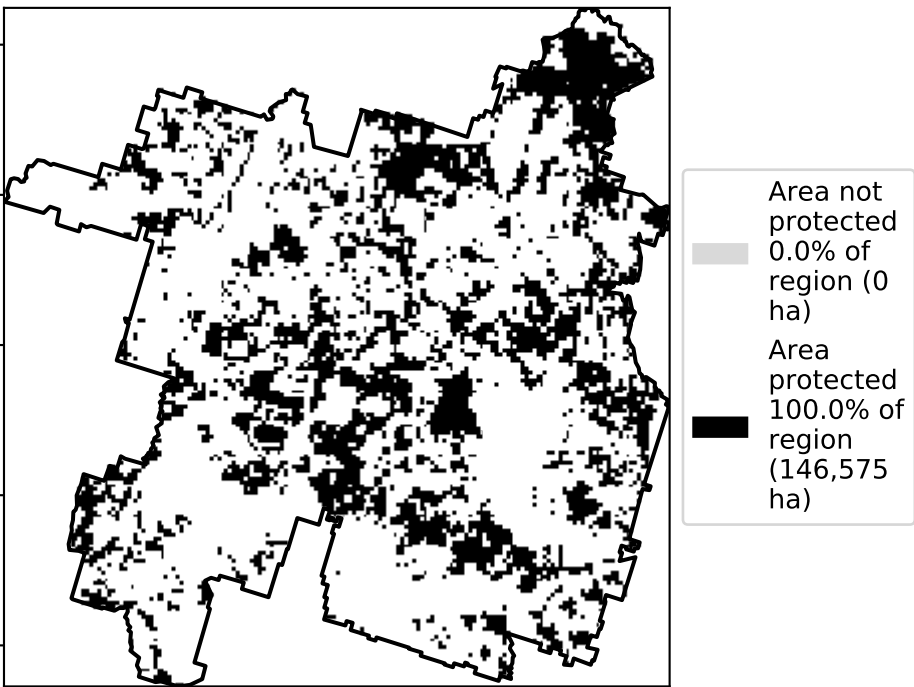 Area not
protected
0.0% of
region (0
ha)
Area
protected
100.0% of
region
(146,575
ha)